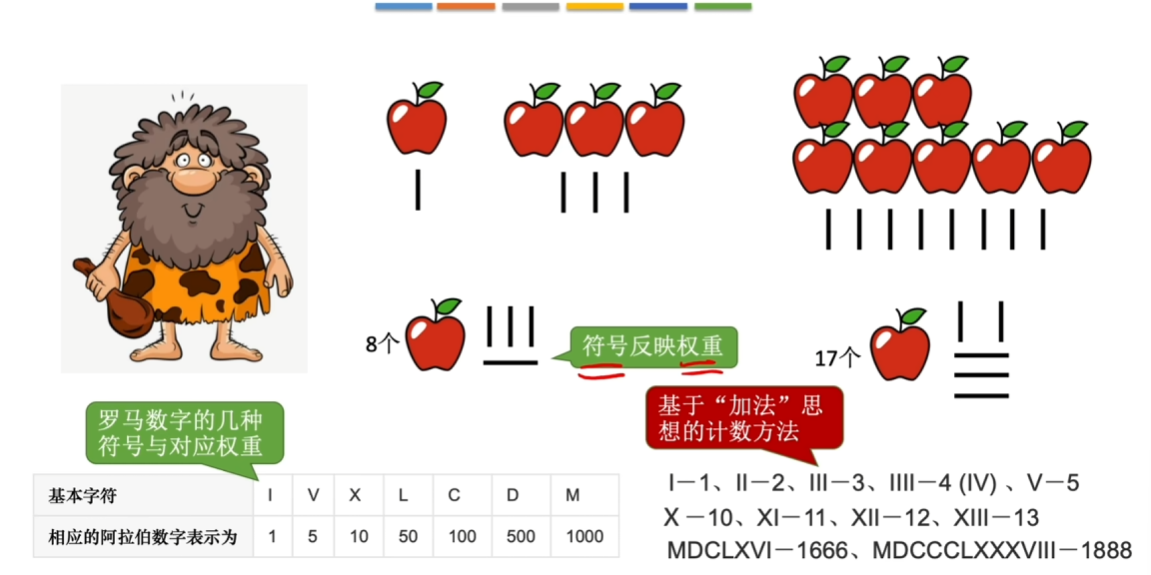 8个
符号反映权重
17个
罗马数字的几种
符号与对应权重
基于“加法”思
想的计数方法
基本字符 I V X L C D M
相应的阿拉伯数字表示为 1 5 10 50 100 500 1000
I－1、II－2、III－3、IIII－4 (IV) 、V－5
X －10、XI－11、XII－12、XIII－13
MDCLXVI－1666、MDCCCLXXXVIII－1888